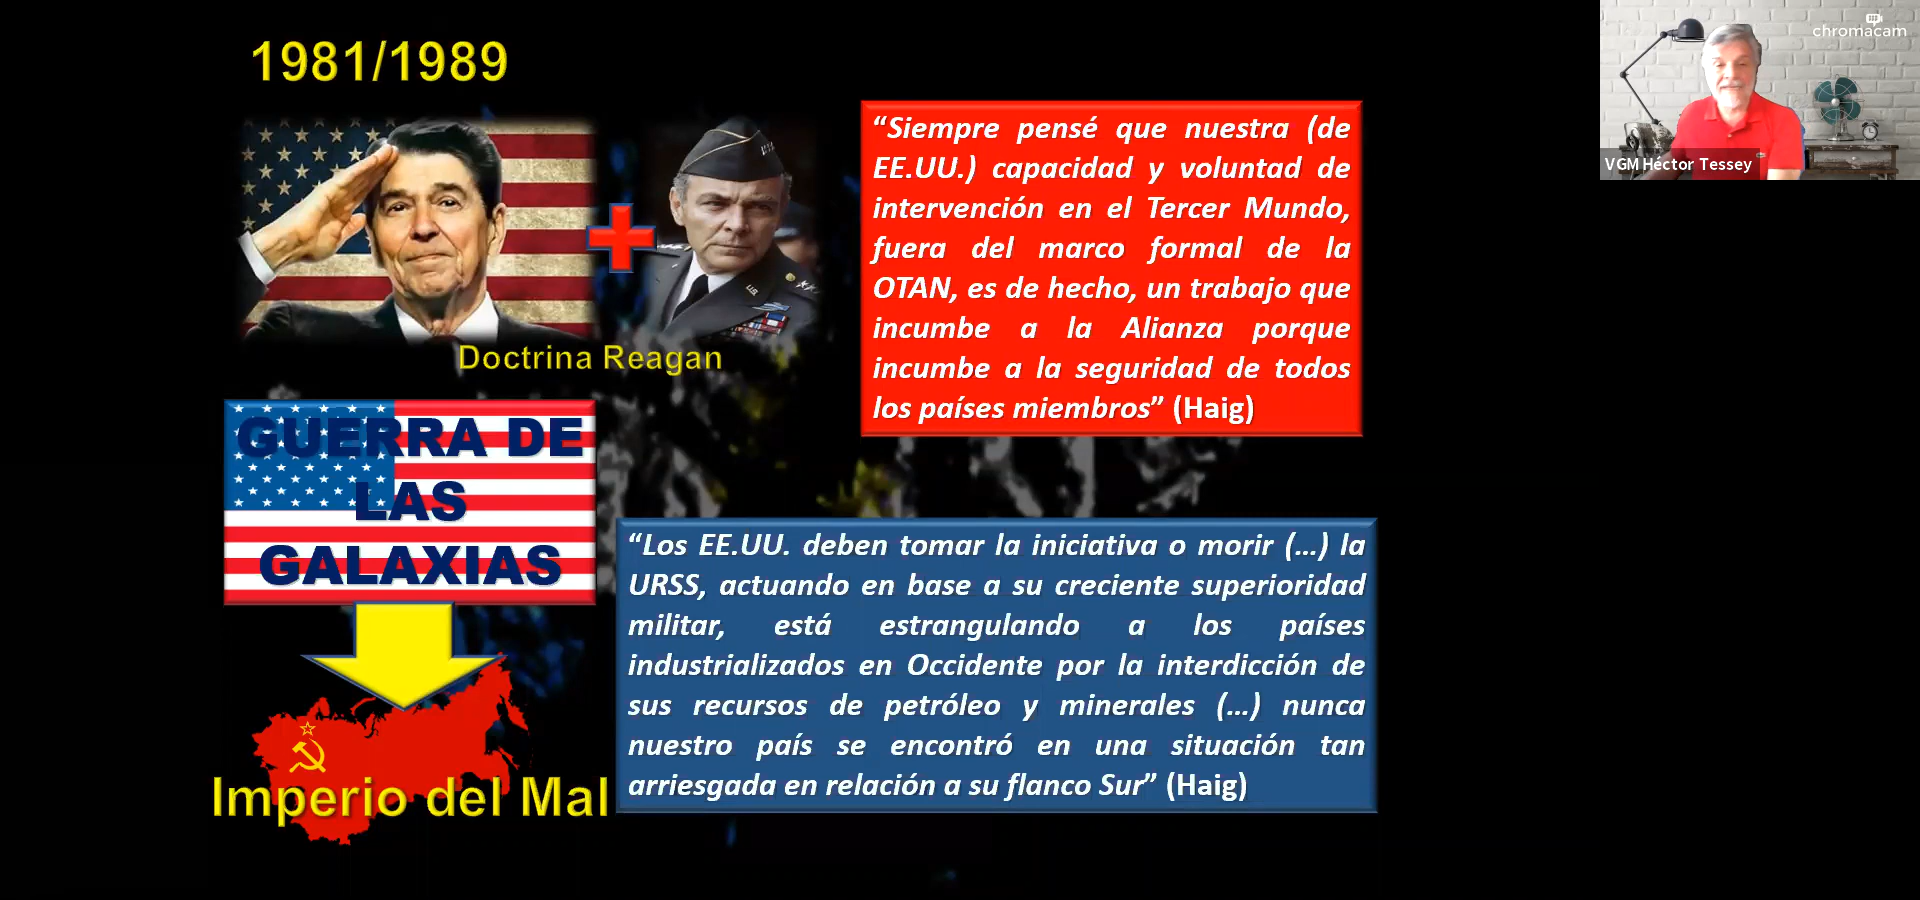 1981/1989
Doctrina Reagan
“Siempre pensé que nuestra (de
EE.UU.) capacidad y voluntad de
intervención en el Tercer Mundo,
fuera del marco formal de la
OTAN, es de hecho, un trabajo que
incumbe a la Alianza porque
incumbe a la seguridad de todos
los países miembros” (Haig)
GUERRA DE
LAS
GALAXIAS
Imperio del Mal
“Los EE.UU. deben tomar la iniciativa o morir (...) la
URSS, actuando en base a su creciente superioridad
militar, está estrangulando a los países
industrializados en Occidente por la interdicción de
sus recursos de petróleo y minerales (...) nunca
nuestro país se encontró en una situación tan
arriesgada en relación a su flanco Sur” (Haig)
chromacam
VGM Héctor Tessey